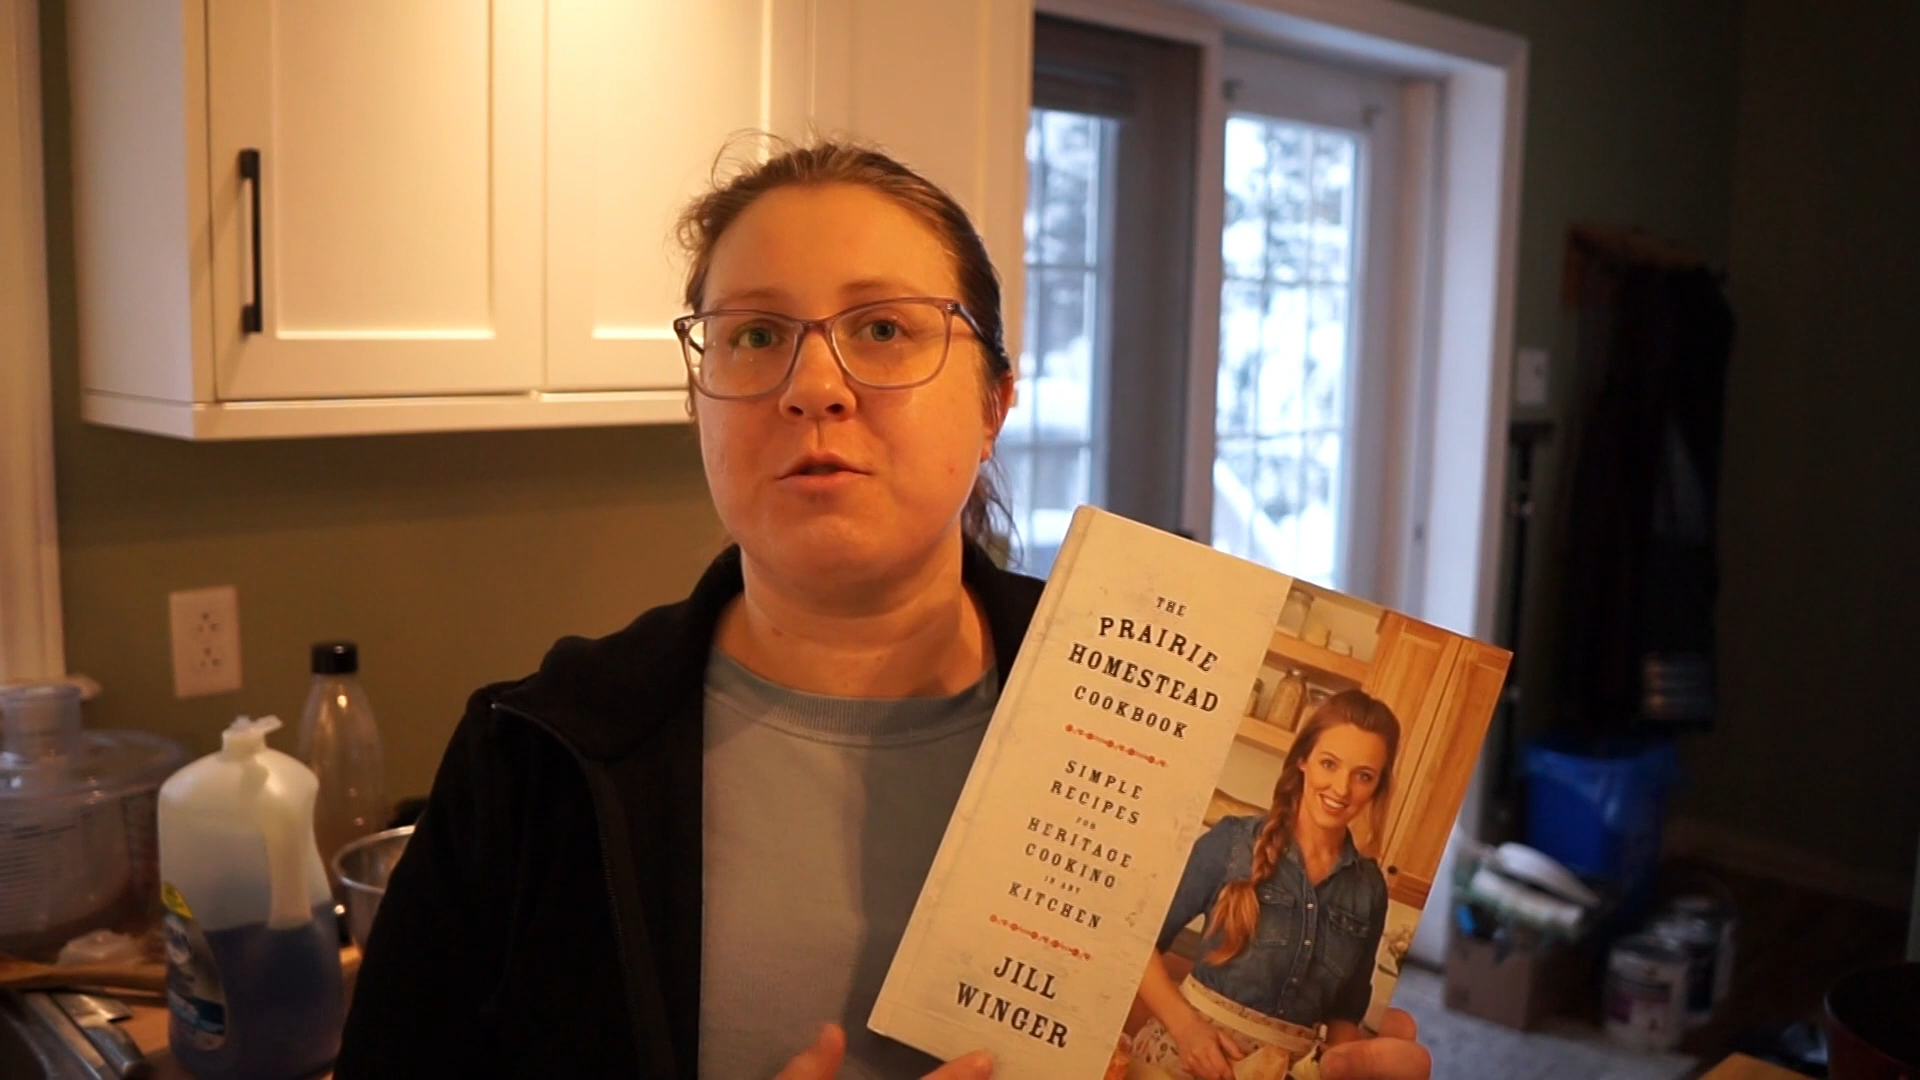 THE
PRAIRIE
HOMESTEAD
COOKBOOK
SIMPLE
RECIPES
FOR
HERITAGE
COOKING
IN ANY
KITCHEN
JILL
WINGER